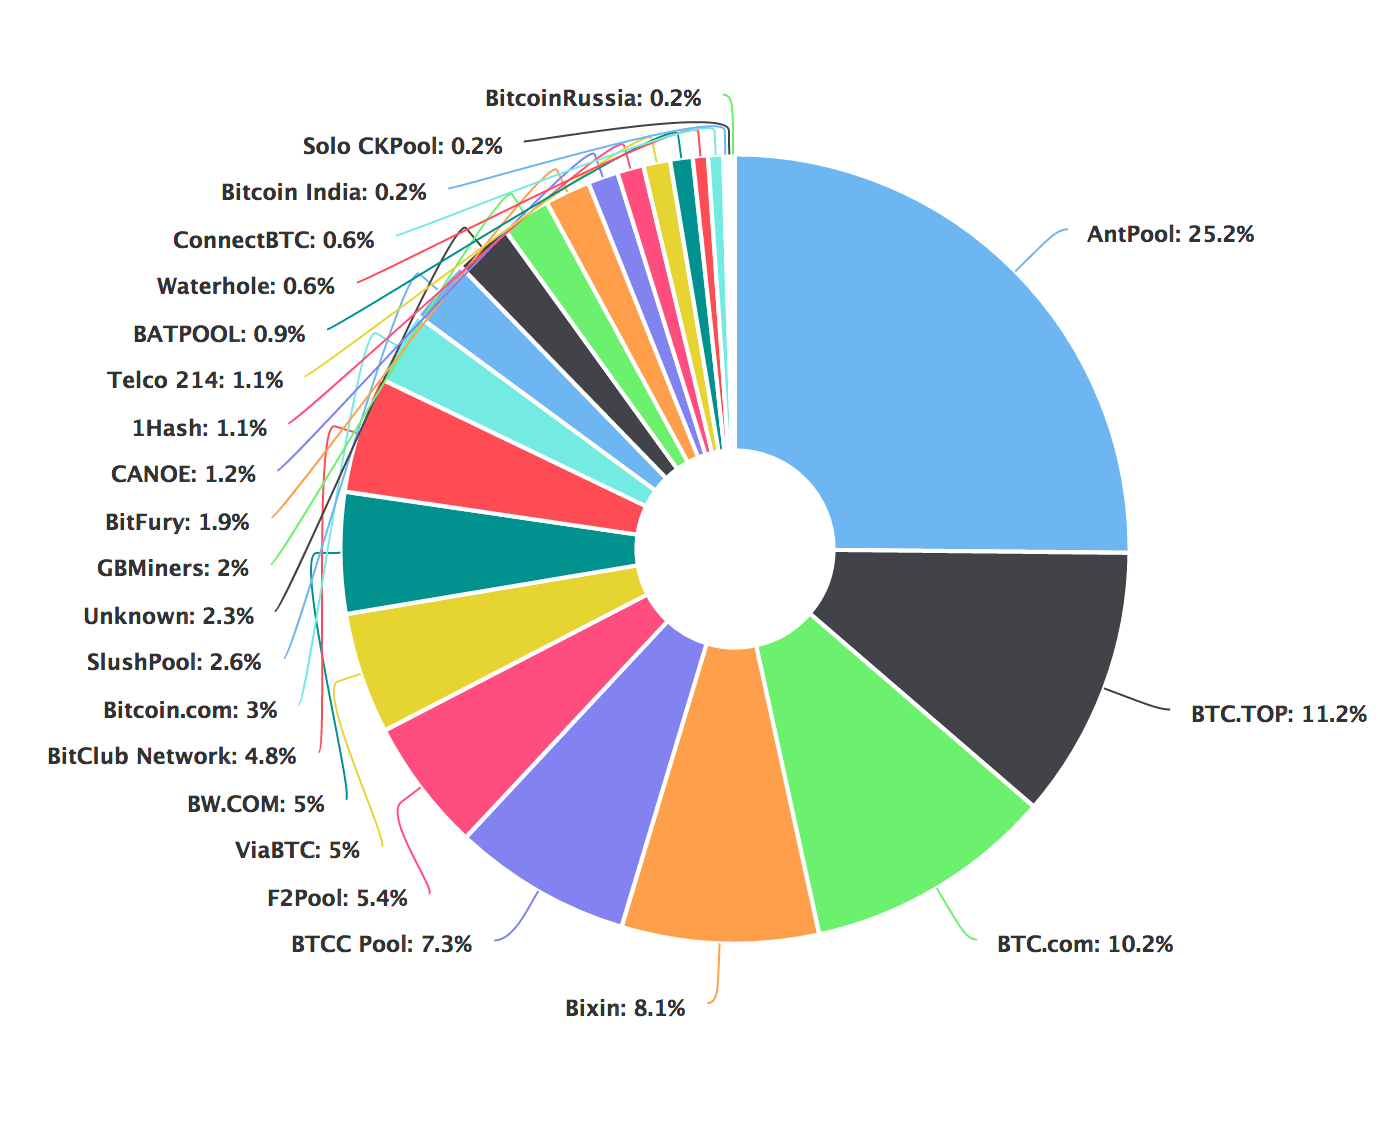 BitcoinRussia: 0.2%
Solo CKPool: 0.2%
Bitcoin India: 0.2%
ConnectBTC: 0.6%
Waterhole: 0.6%
BATPOOL: 0.9%
Telco 214: 1.1%
1Hash: 1.1%
CANOE: 1.2%
BitFury: 1.9%
GBMiners: 2%
Unknown: 2.3%
SlushPool: 2.6%
Bitcoin.com: 3%
BitClub Network: 4.8%
BW.COM: 5%
ViaBTC: 5%
F2Pool: 5.4%
BTCC Pool: 7.3%
Bixin: 8.1%
AntPool: 25.2%
BTC.TOP: 11.2%
BTC.com: 10.2%